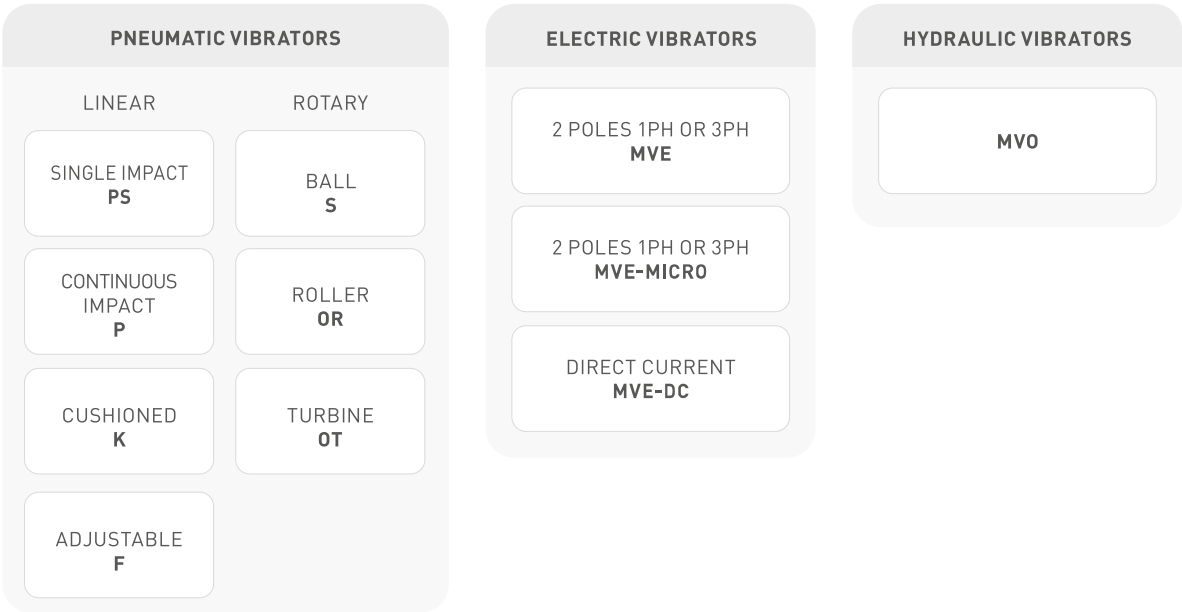 PNEUMATIC VIBRATORS
LINEAR
SINGLE IMPACT
PS
CONTINUOUS
IMPACT
P
CUSHIONED
K
ADJUSTABLE
F
ROTARY
BALL
S
ROLLER
OR
TURBINE
OT
ELECTRIC VIBRATORS
2 POLES 1PH OR 3PH
MVE
2 POLES 1PH OR 3PH
MVE-MICRO
DIRECT CURRENT
MVE-DC
HYDRAULIC VIBRATORS
MVO